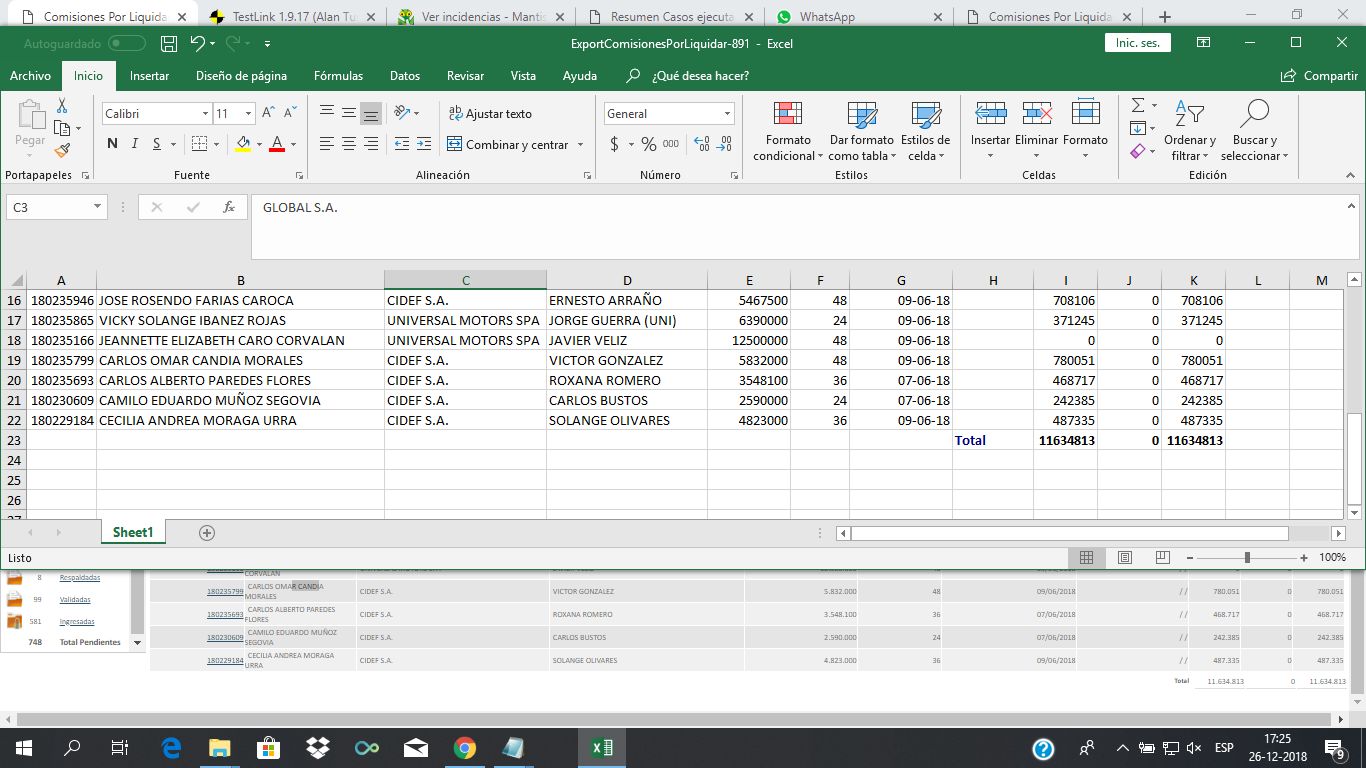 Comisiones Por Liquida
TestLink 1.9.17 (Alan Tu
Ver incidencias - Mantis
Resumen Casos ejecuta
WhatsApp
Comisiones Por Liquida
Autoguardado
ExportComisionesPorLiquidar-891 - Excel
Inic. ses.
Archivo Inicio Insertar Diseño de página Fórmulas Datos Revisar Vista Ayuda ¿Qué desea hacer? Compartir
Pegar
Calibri 11
N K S
Ajustar texto
Combinar y centrar
General
$ % 000
Formato condicional
Dar formato como tabla
Estilos de celda
Insertar Eliminar Formato
Ordenar y filtrar
Buscar y seleccionar
Portapapeles Fuente Alineación Número Estilos Celdas Edición
C3 fx GLOBAL S.A.
A B C D E F G H I J K L M
16 180235946 JOSE ROSENDO FARIAS CAROCA CIDEF S.A. ERNESTO ARRAÑO 5467500 48 09-06-18 708106 0 708106
17 180235865 VICKY SOLANGE IBANEZ ROJAS UNIVERSAL MOTORS SPA JORGE GUERRA (UNI) 6390000 24 09-06-18 371245 0 371245
18 180235166 JEANNETTE ELIZABETH CARO CORVALAN UNIVERSAL MOTORS SPA JAVIER VELIZ 12500000 48 09-06-18 0 0 0
19 180235799 CARLOS OMAR CANDIA MORALES CIDEF S.A. VICTOR GONZALEZ 5832000 48 09-06-18 780051 0 780051
20 180235693 CARLOS ALBERTO PAREDES FLORES CIDEF S.A. ROXANA ROMERO 3548100 36 07-06-18 468717 0 468717
21 180230609 CAMILO EDUARDO MUÑOZ SEGOVIA CIDEF S.A. CARLOS BUSTOS 2590000 24 07-06-18 242385 0 242385
22 180229184 CECILIA ANDREA MORAGA URRA CIDEF S.A. SOLANGE OLIVARES 4823000 36 09-06-18 487335 0 487335
23 Total 11634813 0 11634813
24
25
26
Sheet1
Listo
100%
CORVALAN
8 Respaldadas
99 Validadas
581 Ingresadas
748 Total Pendientes
180235799 CARLOS OMAR CANDIA MORALES CIDEF S.A. VICTOR GONZALEZ 5.832.000 48 09/06/2018 / / 780.051 0 780.051
180235693 CARLOS ALBERTO PAREDES FLORES CIDEF S.A. ROXANA ROMERO 3.548.100 36 07/06/2018 / / 468.717 0 468.717
180230609 CAMILO EDUARDO MUÑOZ SEGOVIA CIDEF S.A. CARLOS BUSTOS 2.590.000 24 07/06/2018 / / 242.385 0 242.385
180229184 CECILIA ANDREA MORAGA URRA CIDEF S.A. SOLANGE OLIVARES 4.823.000 36 09/06/2018 / / 487.335 0 487.335
Total 11.634.813 0 11.634.813
ESP
17:25
26-12-2018
9